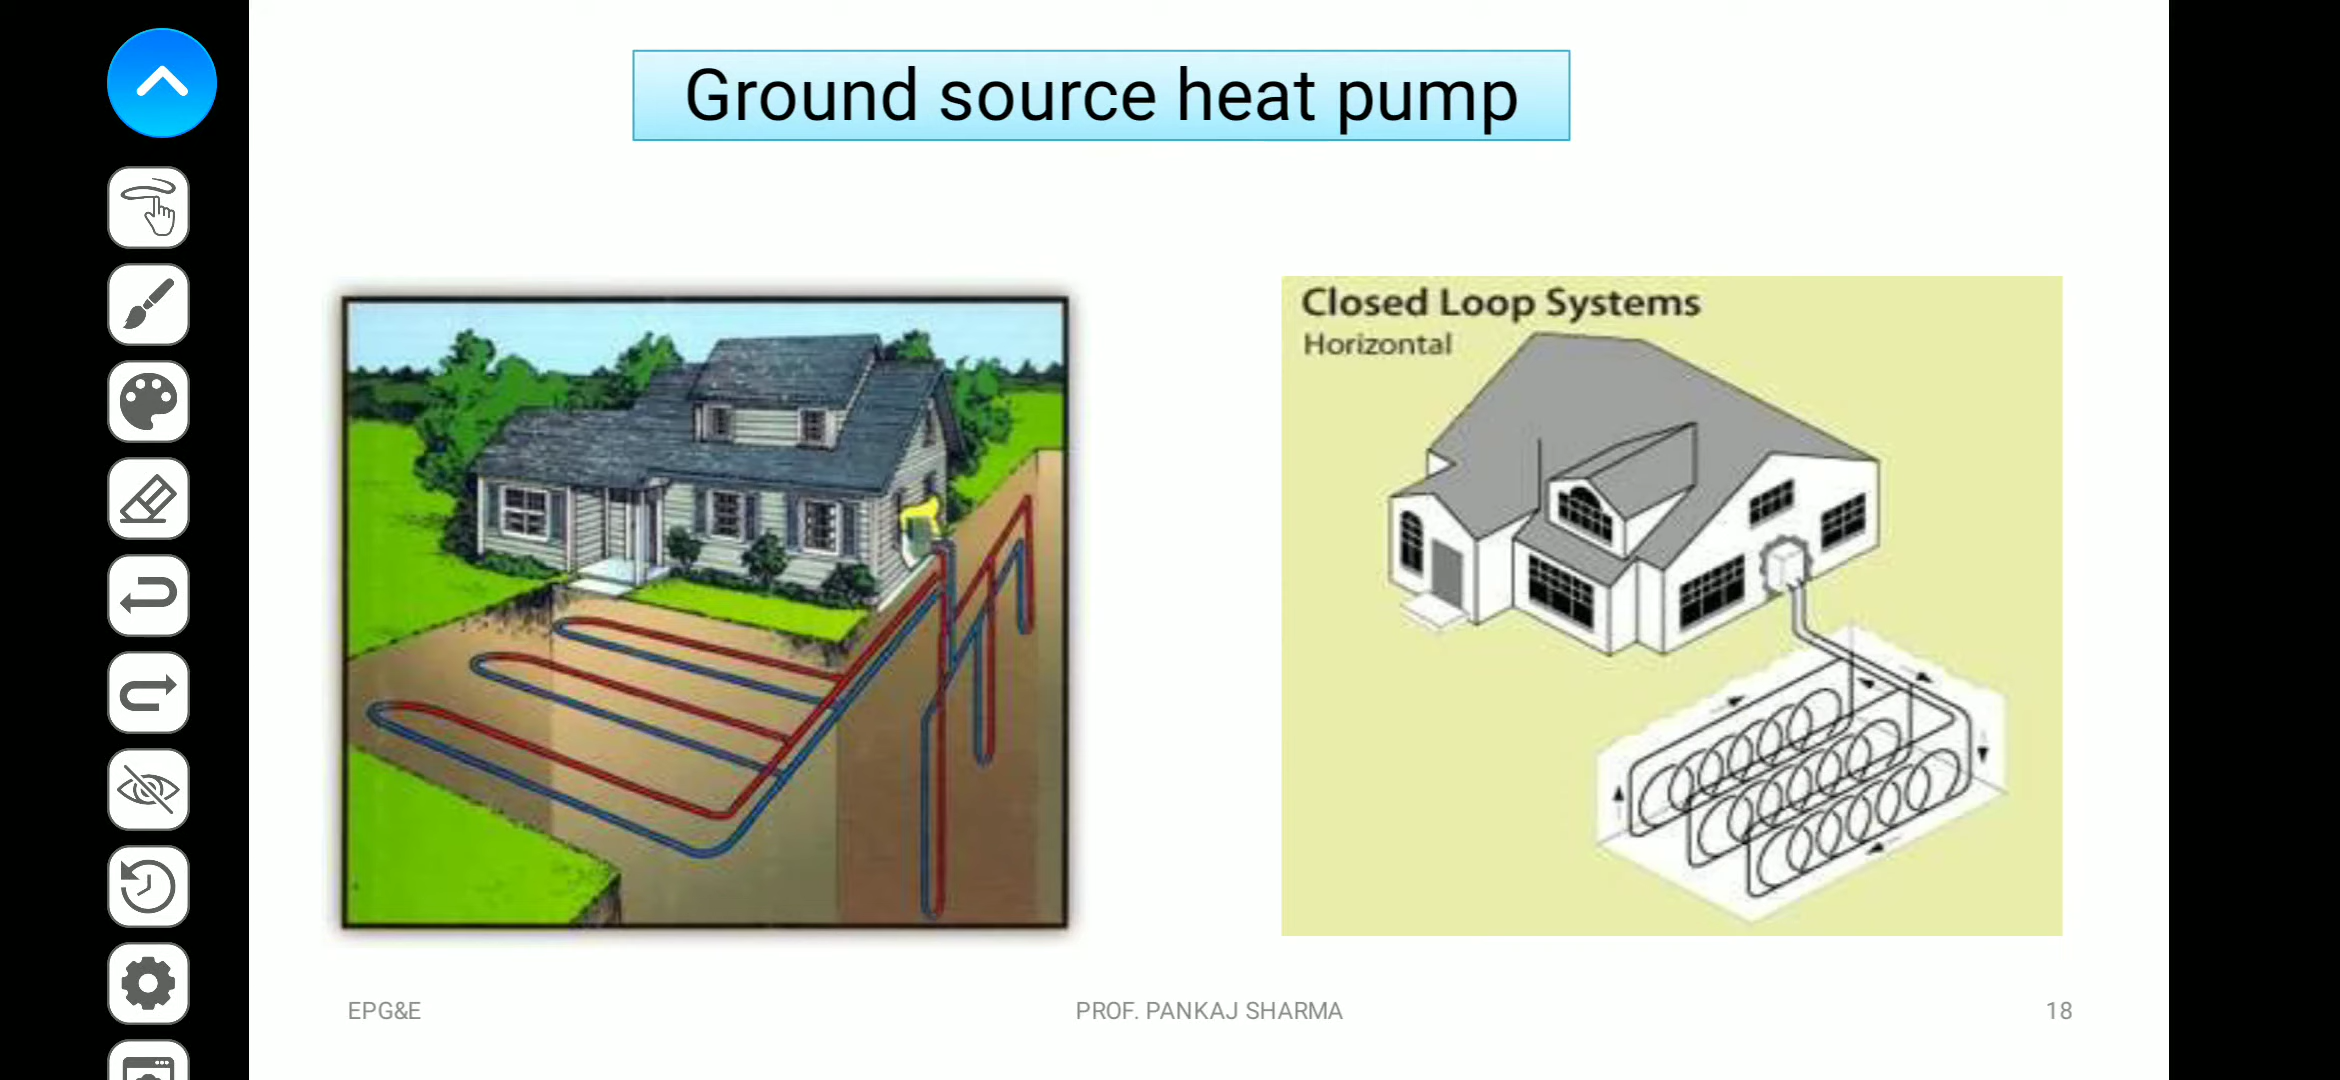 Ground source heat pump
Closed Loop Systems
Horizontal
EPG&E
PROF. PANKAJ SHARMA
18